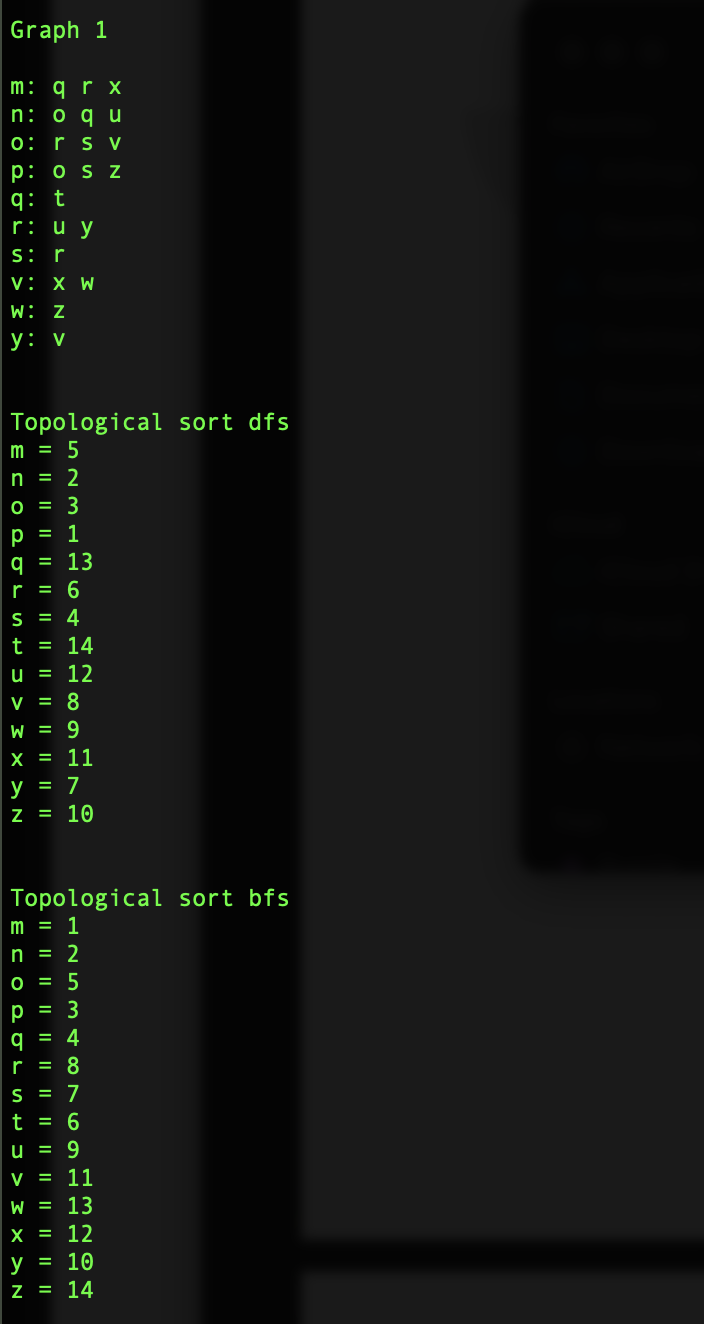 Graph 1
m: q r x
n: o q u
o: r s v
p: o s z
q: t
r: u y
s: r
v: x w
w: z
y: v
Topological sort dfs
m = 5
n = 2
o = 3
p = 1
q = 13
r = 6
s = 4
t = 14
u = 12
v = 8
w = 9
x = 11
y = 7
z = 10
Topological sort bfs
m = 1
n = 2
o = 5
p = 3
q = 4
r = 8
s = 7
t = 6
u = 9
v = 11
w = 13
x = 12
y = 10
z = 14